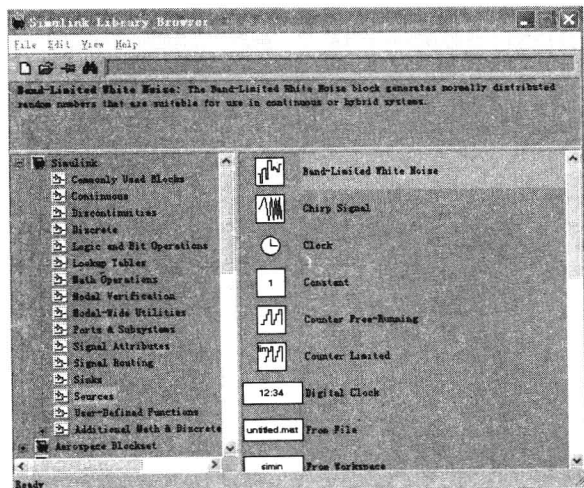 Simulink Library Browser
File Edit View Help
Band-Limited White Noise: The Band-Limited White Noise block generates normally distributed
random numbers that are suitable for use in continuous or hybrid systems.
Simulink
Commonly Used Blocks
Continuous
Discontinuities
Discrete
Logic and Bit Operations
Lookup Tables
Math Operations
Model Verification
Model-Wide Utilities
Ports & Subsystems
Signal Attributes
Signal Routing
Sinks
Sources
User-Defined Functions
Additional Math & Discrete
Aerospace Blockset
Band-Limited White Noise
Chirp Signal
Clock
1 Constant
Counter Free-Running
lim Counter Limited
12:34 Digital Clock
untitled.mat From File
simin From Workspace
Ready